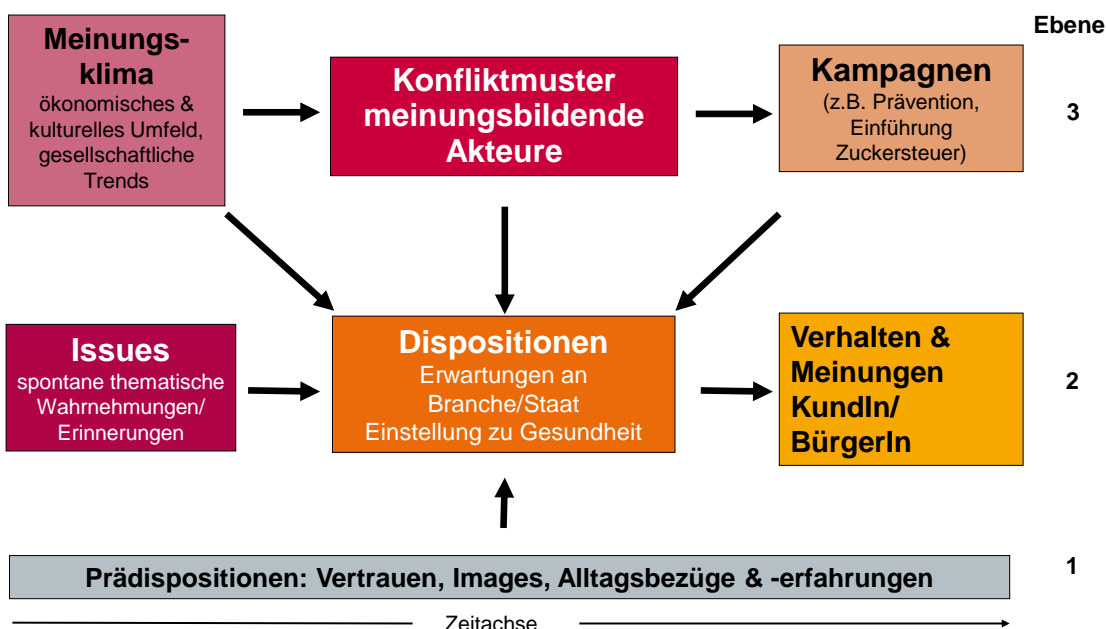 Ebene
Meinungs-
klima
ökonomisches &
kulturelles Umfeld,
gesellschaftliche
Trends
Konfliktmuster
meinungsbildende
Akteure
Kampagnen
(z.B. Prävention,
Einführung
Zuckersteuer)
3
Issues
spontane thematische
Wahrnehmungen/
Erinnerungen
Dispositionen
Erwartungen an
Branche/Staat
Einstellung zu Gesundheit
Verhalten &
Meinungen
KundIn/
BürgerIn
2
Prädispositionen: Vertrauen, Images, Alltagsbezüge & -erfahrungen
1
Zeitachse